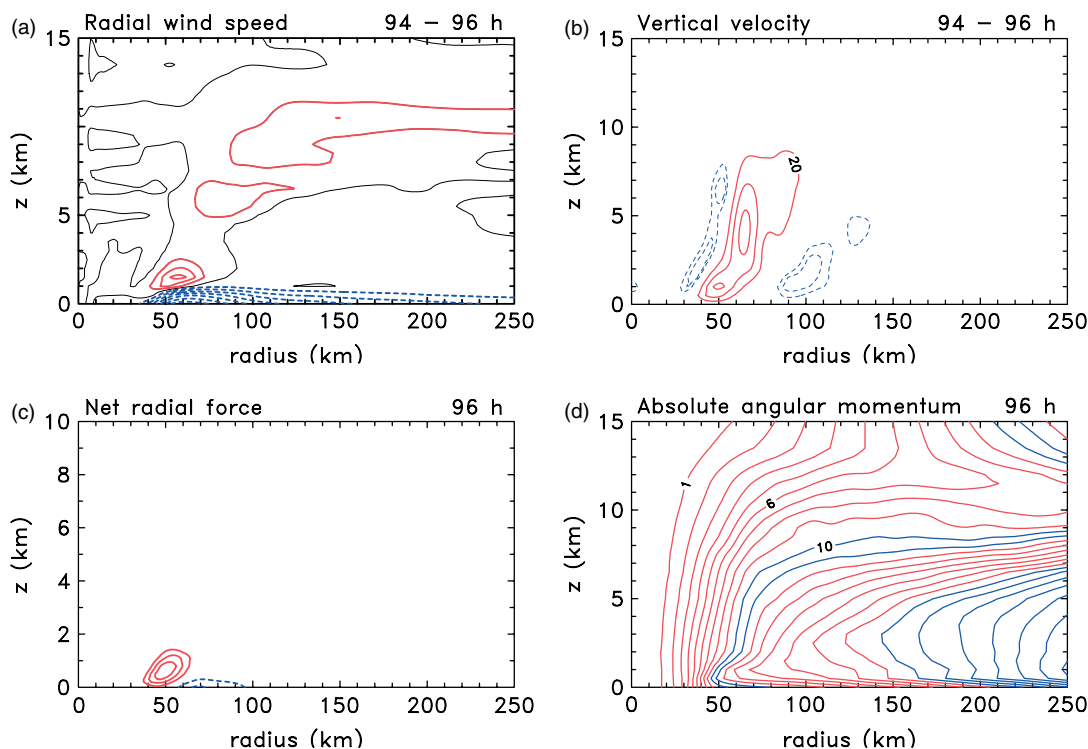 (a) Radial wind speed 94 – 96 h
15
10
5
0
z (km)
0 50 100 150 200 250
radius (km)
(b) Vertical velocity 94 – 96 h
15
10
5
0
z (km)
20
0 50 100 150 200 250
radius (km)
(c) Net radial force 96 h
10
8
6
4
2
0
z (km)
0 50 100 150 200 250
radius (km)
(d) Absolute angular momentum 96 h
15
10
5
0
z (km)
1
6
10
0 50 100 150 200 250
radius (km)